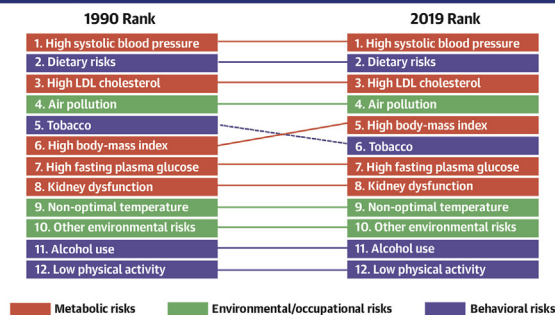 1990 Rank
2019 Rank
1. High systolic blood pressure
1. High systolic blood pressure
2. Dietary risks
2. Dietary risks
3. High LDL cholesterol
3. High LDL cholesterol
4. Air pollution
4. Air pollution
5. Tobacco
5. High body-mass index
6. High body-mass index
6. Tobacco
7. High fasting plasma glucose
7. High fasting plasma glucose
8. Kidney dysfunction
8. Kidney dysfunction
9. Non-optimal temperature
9. Non-optimal temperature
10. Other environmental risks
10. Other environmental risks
11. Alcohol use
11. Alcohol use
12. Low physical activity
12. Low physical activity
Metabolic risks
Environmental/occupational risks
Behavioral risks